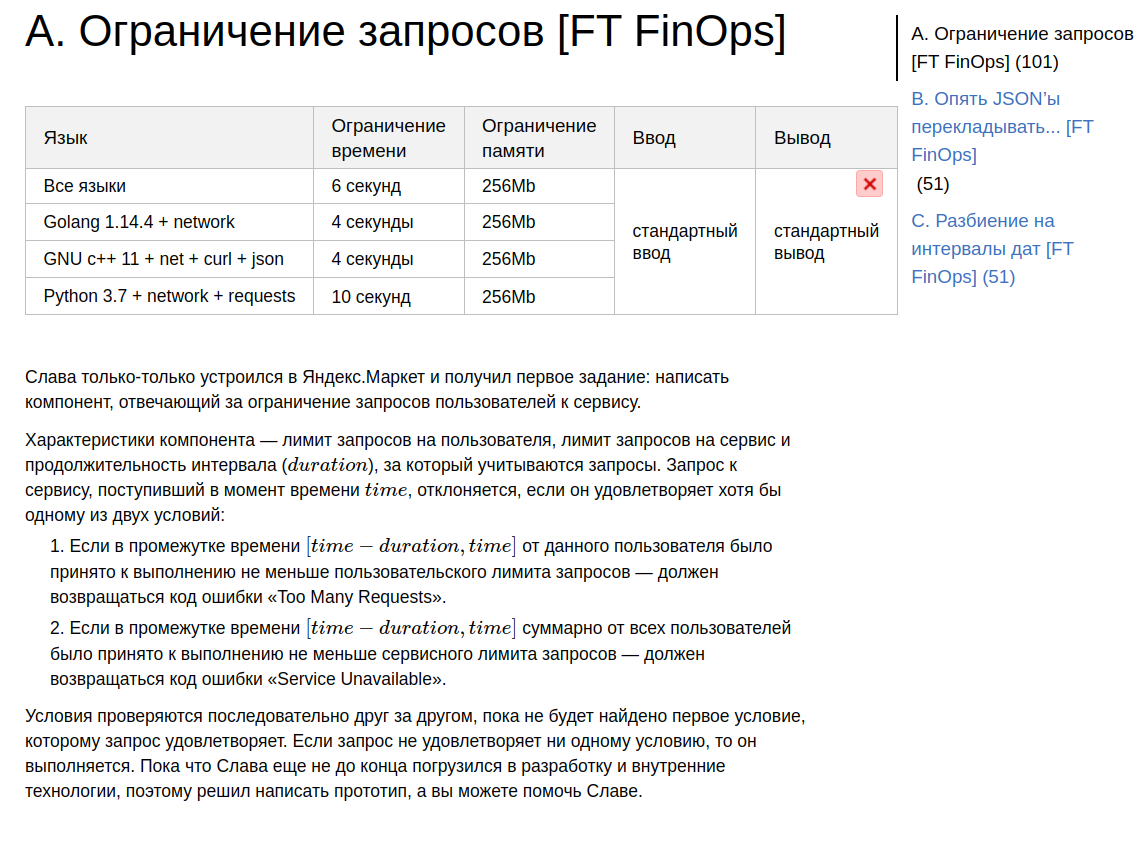 А. Ограничение запросов [FT FinOps]
Язык
Ограничение времени
Ограничение памяти
Ввод
Вывод
Все языки
6 секунд
256Mb
Golang 1.14.4 + network
4 секунды
256Mb
GNU c++ 11 + net + curl + json
4 секунды
256Mb
Python 3.7 + network + requests
10 секунд
256Mb
стандартный
ввод
стандартный
вывод
Слава только-только устроился в Яндекс.Маркет и получил первое задание: написать
компонент, отвечающий за ограничение запросов пользователей к сервису.
Характеристики компонента — лимит запросов на пользователя, лимит запросов на сервис и
продолжительность интервала (duration), за который учитываются запросы. Запрос к
сервису, поступивший в момент времени time, отклоняется, если он удовлетворяет хотя бы
одному из двух условий:
1. Если в промежутке времени [time − duration, time] от данного пользователя было
принято к выполнению не меньше пользовательского лимита запросов — должен
возвращаться код ошибки «Too Many Requests».
2. Если в промежутке времени [time − duration, time] суммарно от всех пользователей
было принято к выполнению не меньше сервисного лимита запросов — должен
возвращаться код ошибки «Service Unavailable».
Условия проверяются последовательно друг за другом, пока не будет найдено первое условие,
которому запрос удовлетворяет. Если запрос не удовлетворяет ни одному условию, то он
выполняется. Пока что Слава еще не до конца погрузился в разработку и внутренние
технологии, поэтому решил написать прототип, а вы можете помочь Славе.
А. Ограничение запросов
[FT FinOps] (101)
В. Опять JSON’ы
перекладывать... [FT
FinOps]
(51)
С. Разбиение на
интервалы дат [FT
FinOps] (51)